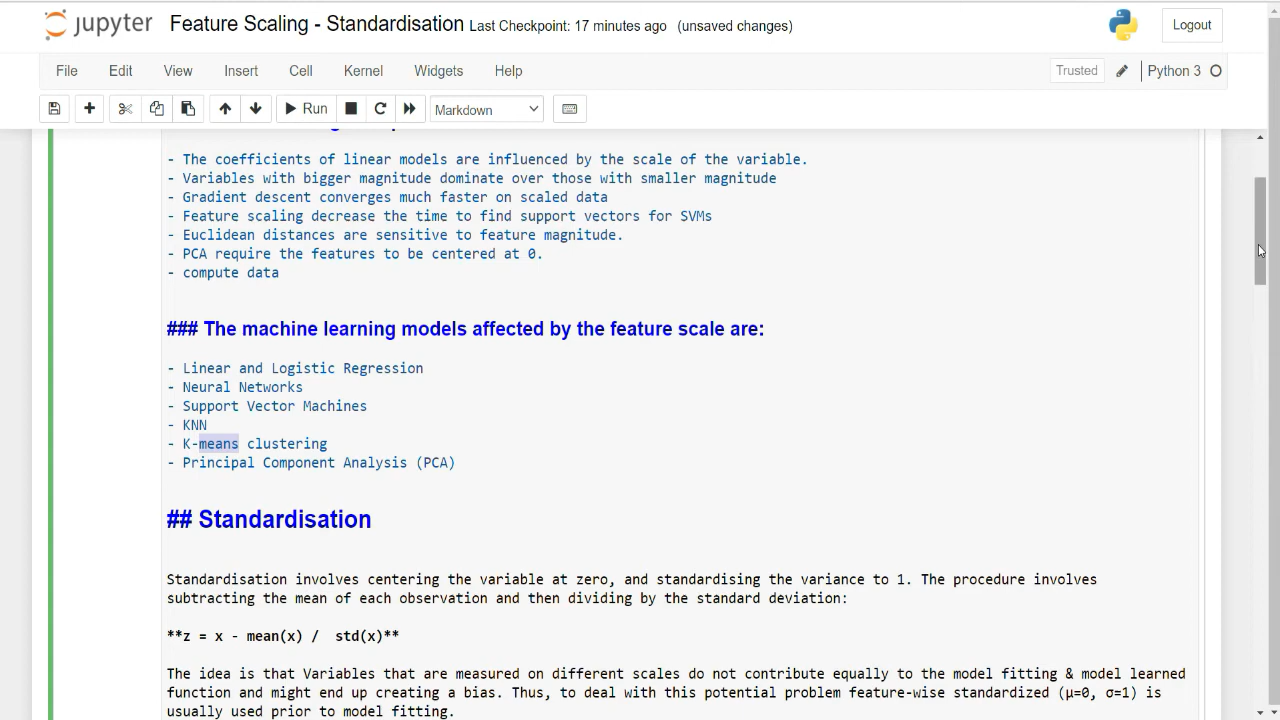 jupyter Feature Scaling - Standardisation Last Checkpoint: 17 minutes ago (unsaved changes)
Logout
File Edit View Insert Cell Kernel Widgets Help
Trusted Python 3
Run Markdown
- The coefficients of linear models are influenced by the scale of the variable.
- Variables with bigger magnitude dominate over those with smaller magnitude
- Gradient descent converges much faster on scaled data
- Feature scaling decrease the time to find support vectors for SVMs
- Euclidean distances are sensitive to feature magnitude.
- PCA require the features to be centered at 0.
- compute data
### The machine learning models affected by the feature scale are:
- Linear and Logistic Regression
- Neural Networks
- Support Vector Machines
- KNN
- K-means clustering
- Principal Component Analysis (PCA)
## Standardisation
Standardisation involves centering the variable at zero, and standardising the variance to 1. The procedure involves
subtracting the mean of each observation and then dividing by the standard deviation:
**z = x - mean(x) /  std(x)**
The idea is that Variables that are measured on different scales do not contribute equally to the model fitting & model learned
function and might end up creating a bias. Thus, to deal with this potential problem feature-wise standardized (μ=0, σ=1) is
usually used prior to model fitting.